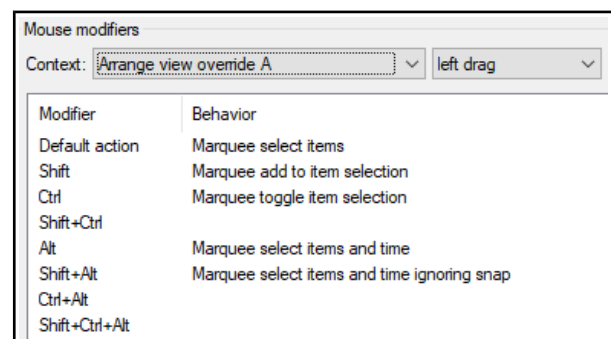 Mouse modifiers
Context: Arrange view override A left drag
Modifier Behavior
Default action Marquee select items
Shift Marquee add to item selection
Ctrl Marquee toggle item selection
Shift+Ctrl
Alt Marquee select items and time
Shift+Alt Marquee select items and time ignoring snap
Ctrl+Alt
Shift+Ctrl+Alt